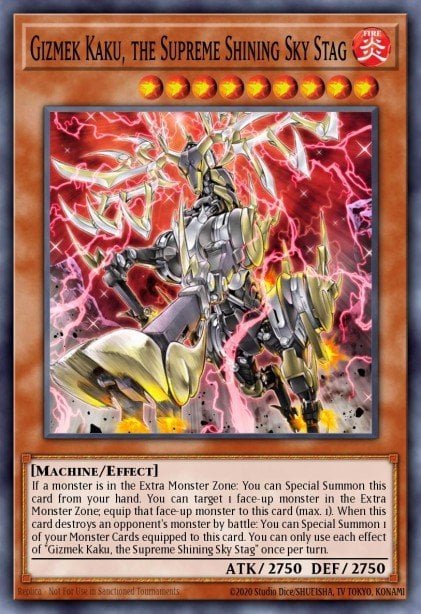 Gizmek Kaku, the Supreme Shining Sky Stag
FIRE
炎
[Machine/Effect]
If a monster is in the Extra Monster Zone: You can Special Summon this
card from your hand. You can target 1 face-up monster in the Extra
Monster Zone; equip that face-up monster to this card (max. 1). When this
card destroys an opponent's monster by battle: You can Special Summon 1
of your Monster Cards equipped to this card. You can only use each effect
of "Gizmek Kaku, the Supreme Shining Sky Stag" once per turn.
ATK/ 2750 DEF/ 2750
Replica - Not For Use in Sanctioned Tournaments
©2020 Studio Dice/SHUEISHA, TV TOKYO, KONAMI